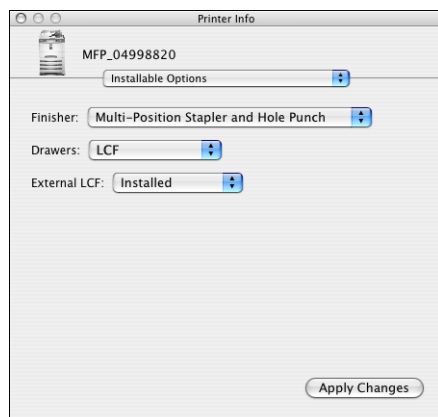 Printer Info
MFP_04998820
Installable Options
Finisher: Multi-Position Stapler and Hole Punch
Drawers: LCF
External LCF: Installed
Apply Changes